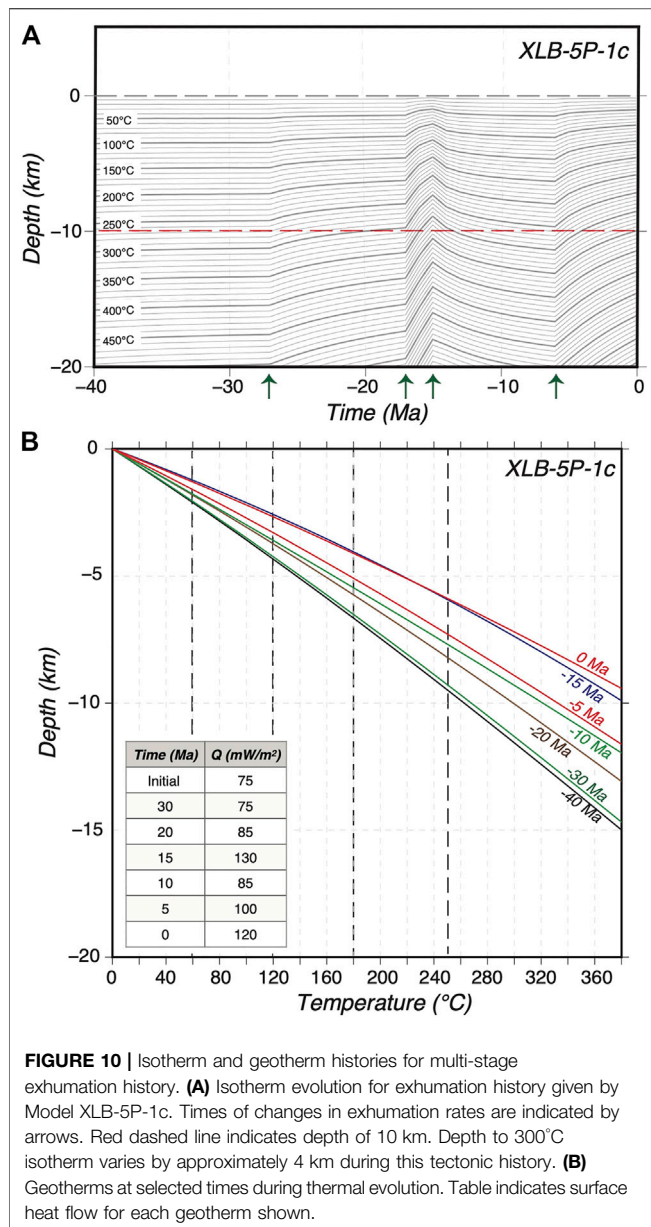 A
XLB-5P-1c
0
50°C
100°C
150°C
200°C
250°C
−10
300°C
350°C
400°C
450°C
−20
Depth (km)
−40
−30
−20
−10
0
Time (Ma)
B
XLB-5P-1c
0
−5
−10
−15
−20
Depth (km)
0 Ma
-15 Ma
-5 Ma
-10 Ma
-20 Ma
-30 Ma
-40 Ma
Time (Ma) Q (mW/m²)
Initial 75
30 75
20 85
15 130
10 85
5 100
0 120
0 40 80 120 160 200 240 280 320 360
Temperature (°C)
FIGURE 10 | Isotherm and geotherm histories for multi-stage
exhumation history. (A) Isotherm evolution for exhumation history given by
Model XLB-5P-1c. Times of changes in exhumation rates are indicated by
arrows. Red dashed line indicates depth of 10 km. Depth to 300°C
isotherm varies by approximately 4 km during this tectonic history. (B)
Geotherms at selected times during thermal evolution. Table indicates surface
heat flow for each geotherm shown.